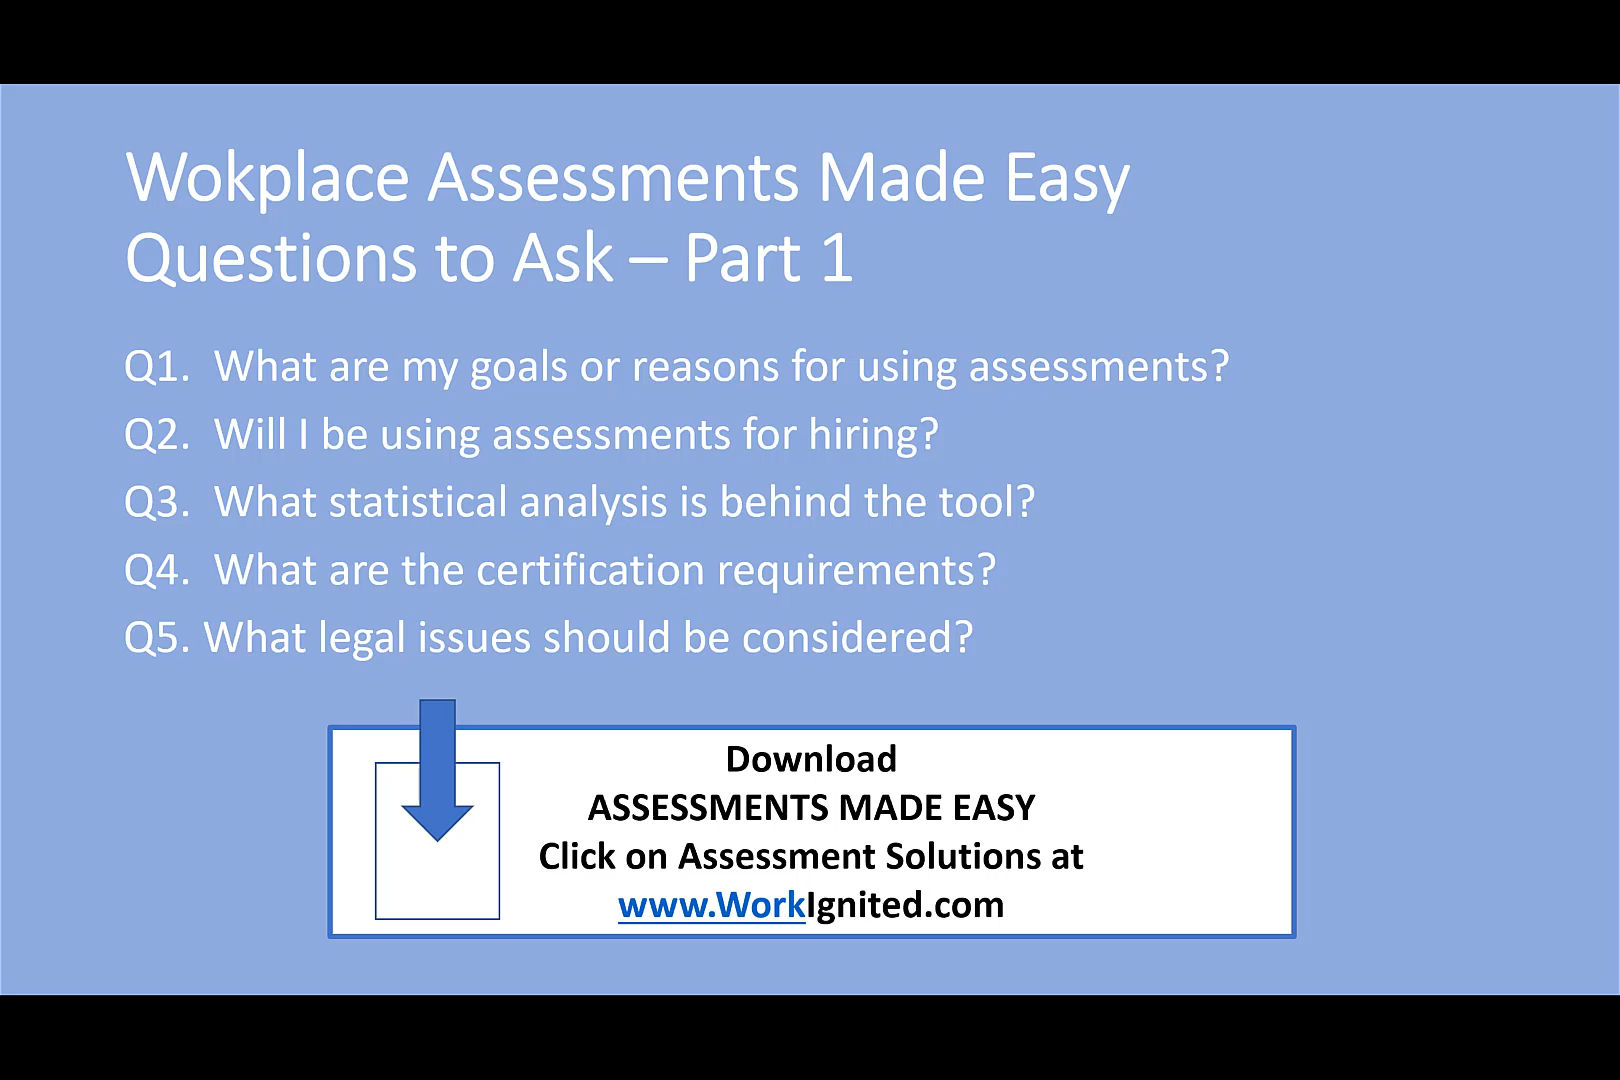 Wokplace Assessments Made Easy
Questions to Ask – Part 1
Q1. What are my goals or reasons for using assessments?
Q2. Will I be using assessments for hiring?
Q3. What statistical analysis is behind the tool?
Q4. What are the certification requirements?
Q5. What legal issues should be considered?
Download
ASSESSMENTS MADE EASY
Click on Assessment Solutions at
www.WorkIgnited.com